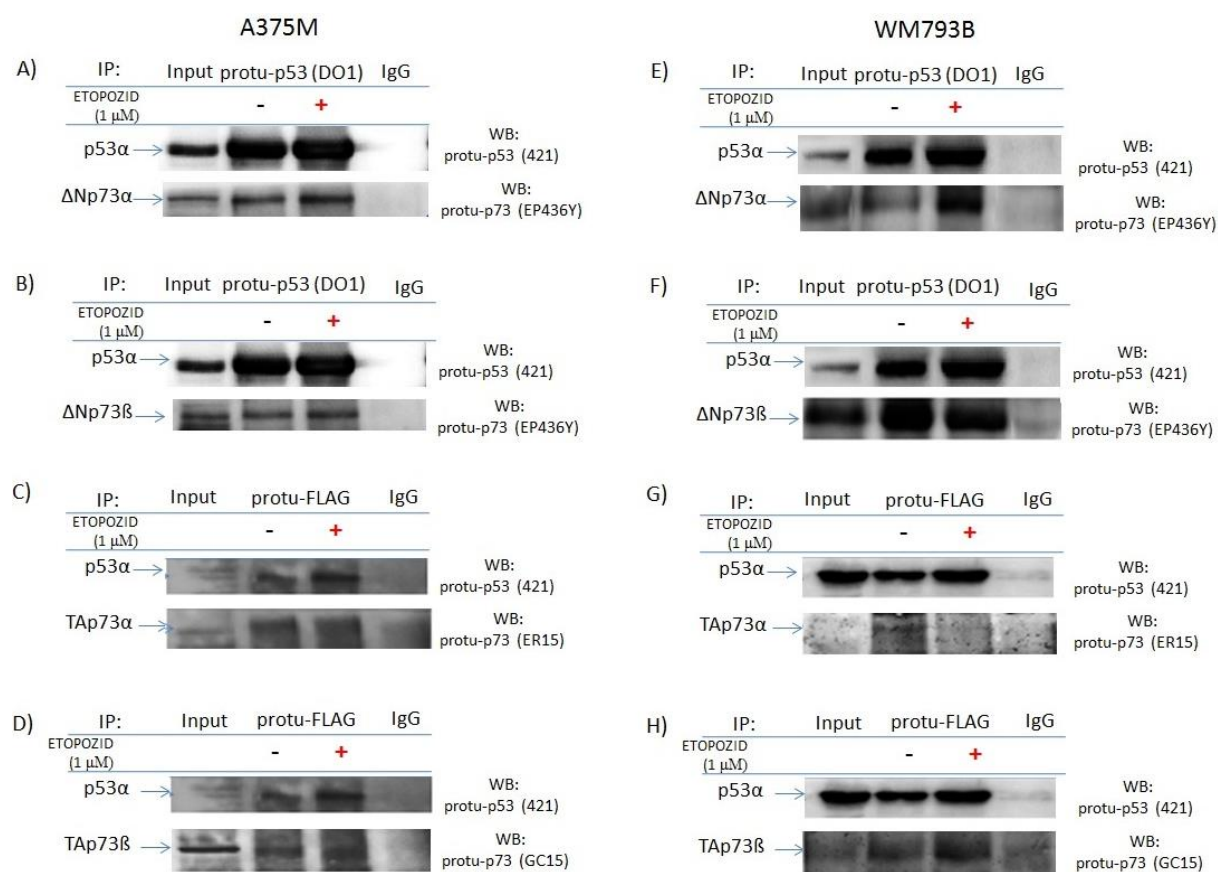 A375M
A) IP: Input protu-p53 (DO1) IgG
ETOPOZID
(1 µM) - +
p53α
WB:
protu-p53 (421)
ΔNp73α
WB:
protu-p73 (EP436Y)
B) IP: Input protu-p53 (DO1) IgG
ETOPOZID
(1 µM) - +
p53α
WB:
protu-p53 (421)
ΔNp73ß
WB:
protu-p73 (EP436Y)
C) IP: Input protu-FLAG IgG
ETOPOZID
(1 µM) - +
p53α
WB:
protu-p53 (421)
TAp73α
WB:
protu-p73 (ER15)
D) IP: Input protu-FLAG IgG
ETOPOZID
(1 µM) - +
p53α
WB:
protu-p53 (421)
TAp73ß
WB:
protu-p73 (GC15)
WM793B
E) IP: Input protu-p53 (DO1) IgG
ETOPOZID
(1 µM) - +
p53α
WB:
protu-p53 (421)
ΔNp73α
WB:
protu-p73 (EP436Y)
F) IP: Input protu-p53 (DO1) IgG
ETOPOZID
(1 µM) - +
p53α
WB:
protu-p53 (421)
ΔNp73ß
WB:
protu-p73 (EP436Y)
G) IP: Input protu-FLAG IgG
ETOPOZID
(1 µM) - +
p53α
WB:
protu-p53 (421)
TAp73α
WB:
protu-p73 (ER15)
H) IP: Input protu-FLAG IgG
ETOPOZID
(1 µM) - +
p53α
WB:
protu-p53 (421)
TAp73ß
WB:
protu-p73 (GC15)